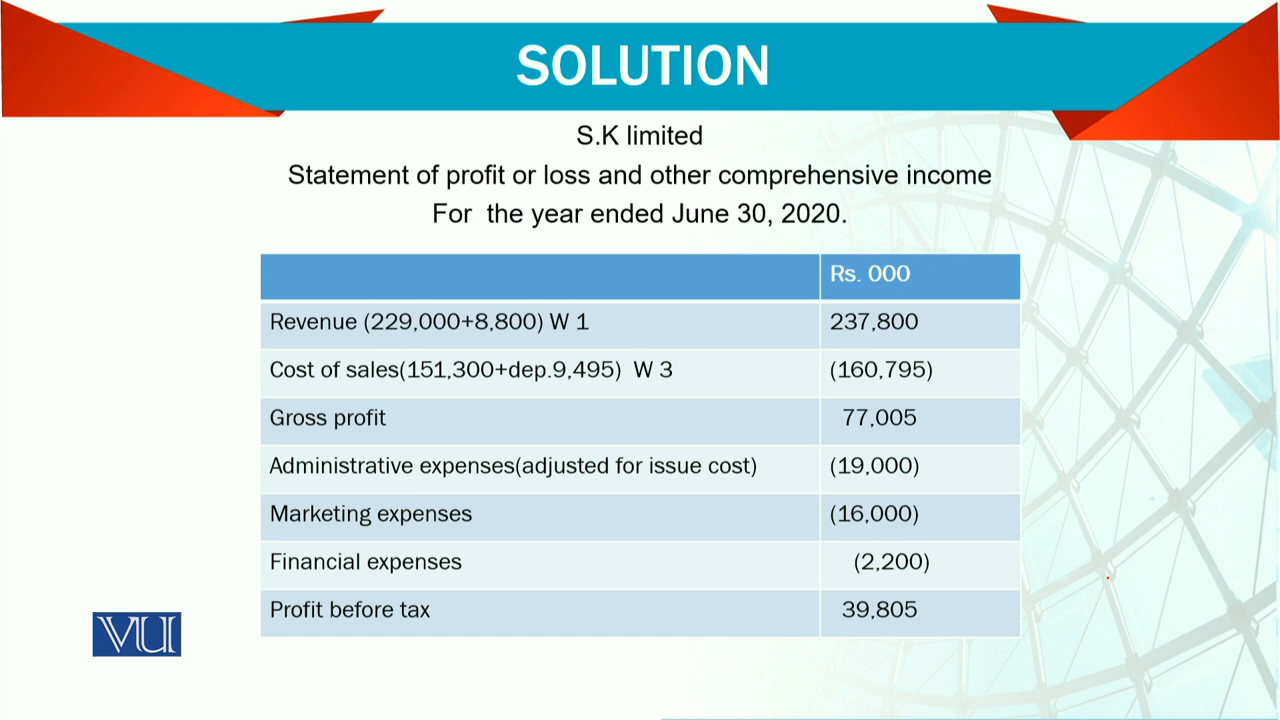 SOLUTION
S.K limited
Statement of profit or loss and other comprehensive income
For the year ended June 30, 2020.
Rs. 000
Revenue (229,000+8,800) W 1 237,800
Cost of sales(151,300+dep.9,495) W 3 (160,795)
Gross profit 77,005
Administrative expenses(adjusted for issue cost) (19,000)
Marketing expenses (16,000)
Financial expenses (2,200)
Profit before tax 39,805
VU